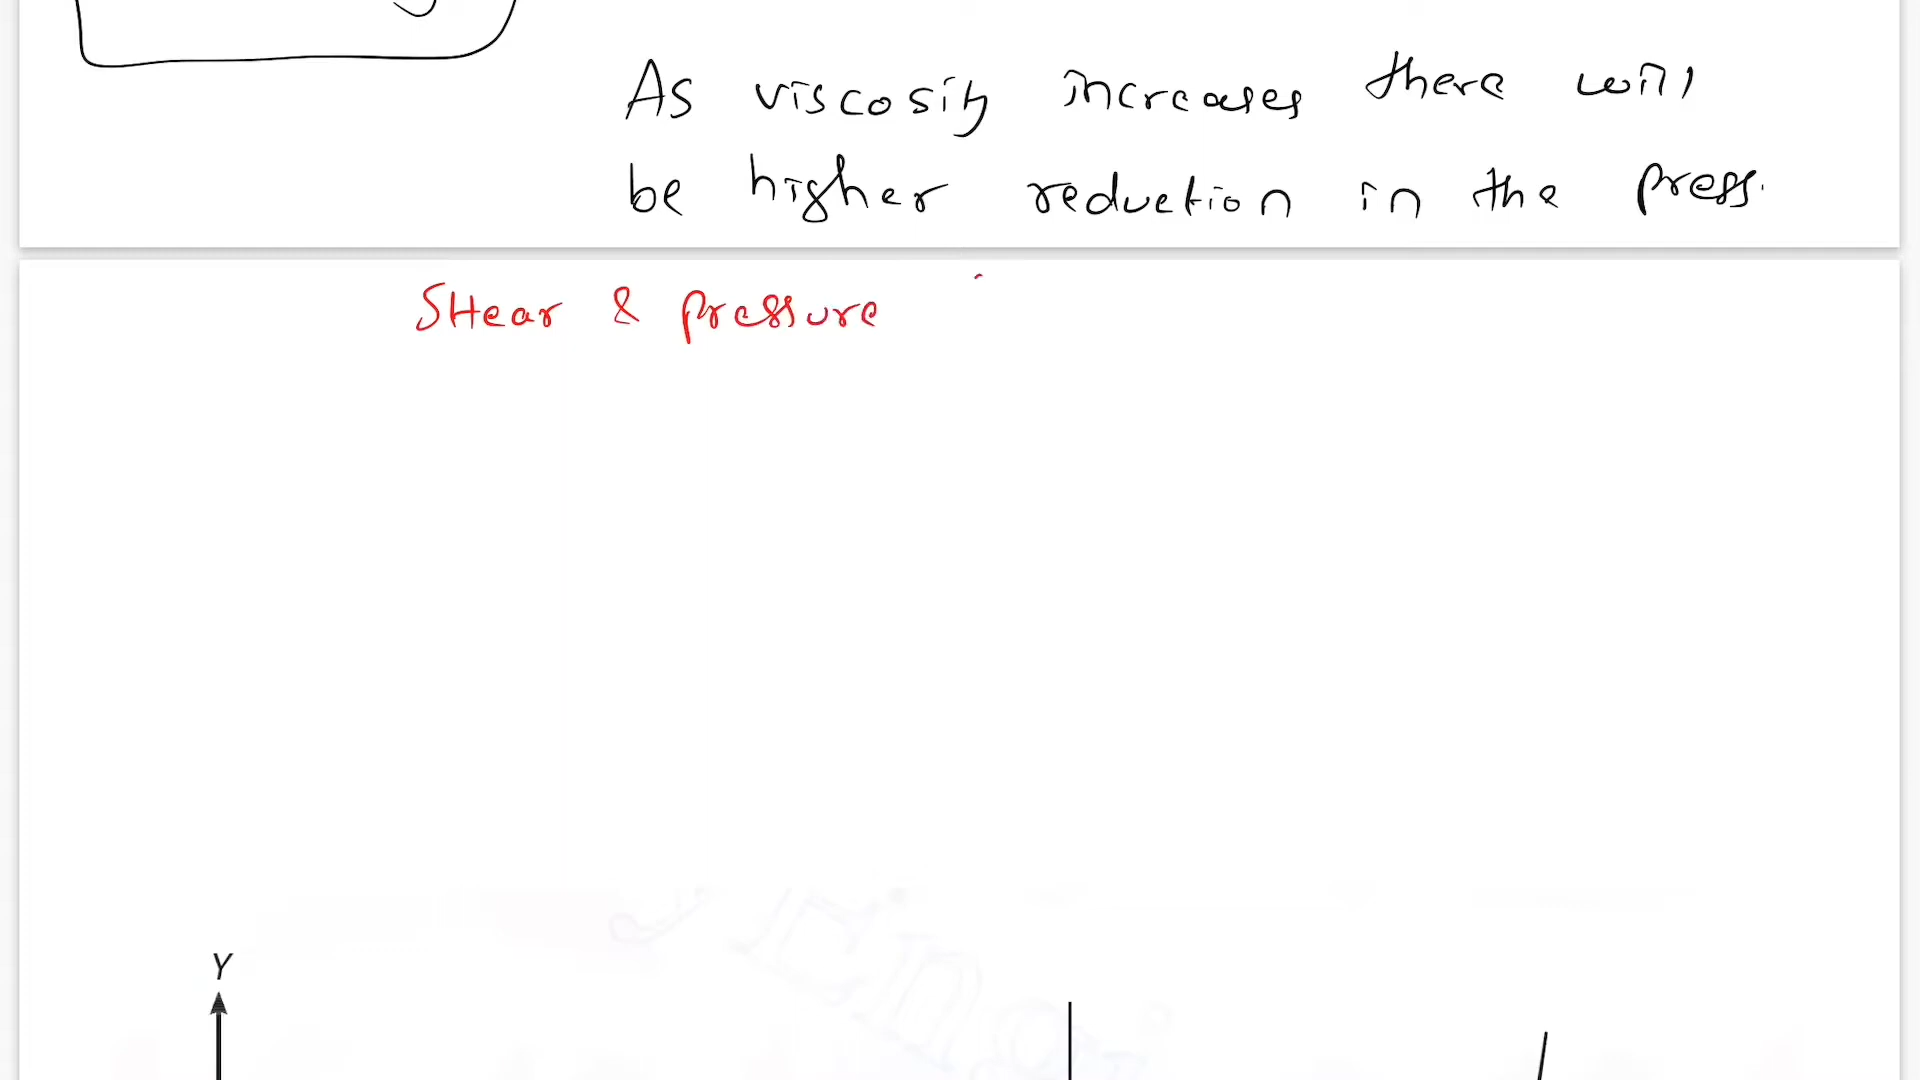 As viscosity increases there will
be higher reduction in the press.
SHear & pressure
Y